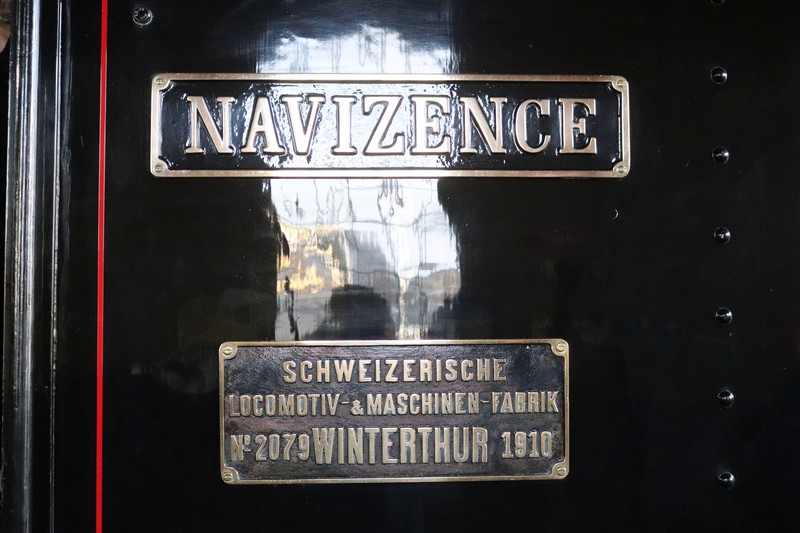 NAVIZENCE
SCHWEIZERISCHE
LOCOMOTIV-&MASCHINEN-FABRIK
No 2079 WINTERTHUR 1910